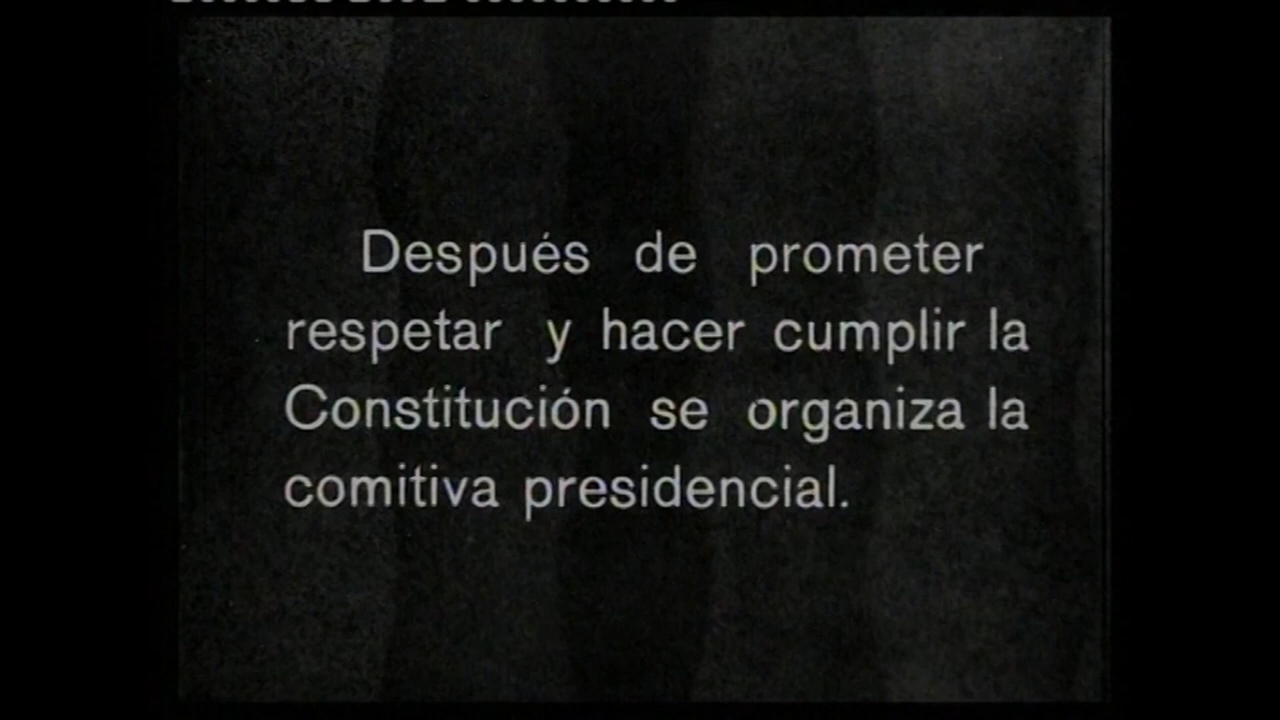 Después de prometer
respetar y hacer cumplir la
Constitución se organiza la
comitiva presidencial.